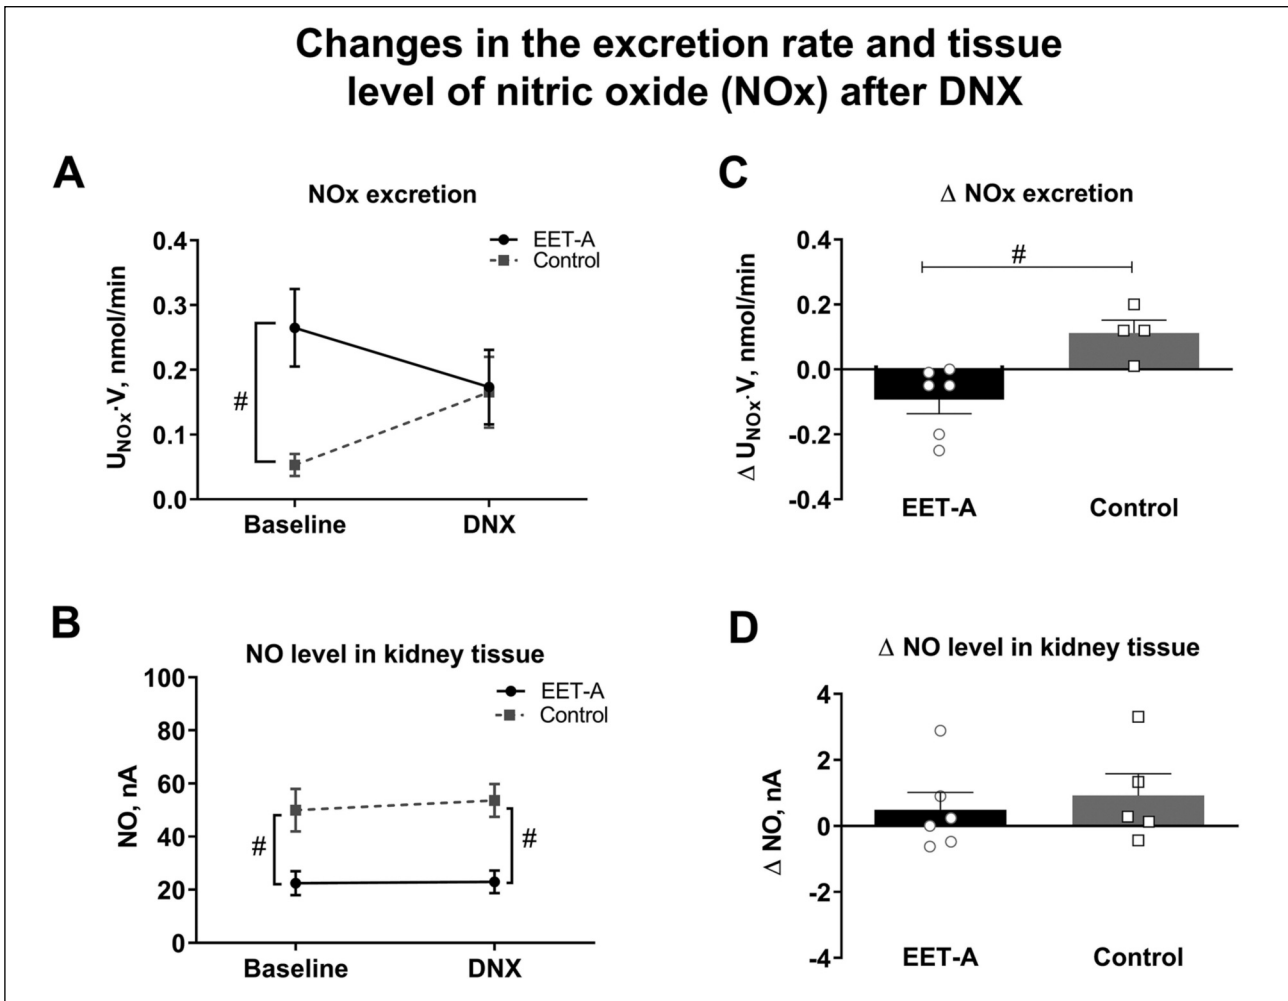 Changes in the excretion rate and tissue
level of nitric oxide (NOx) after DNX
A
NOx excretion
EET-A
Control
U_NOx·V, nmol/min
0.4
0.3
0.2
0.1
0.0
#
Baseline
DNX
C
Δ NOx excretion
Δ U_NOx·V, nmol/min
0.4
0.2
0.0
-0.2
-0.4
#
EET-A
Control
B
NO level in kidney tissue
EET-A
Control
NO, nA
100
80
60
40
20
0
#
#
Baseline
DNX
D
Δ NO level in kidney tissue
Δ NO, nA
4
2
0
-2
-4
EET-A
Control